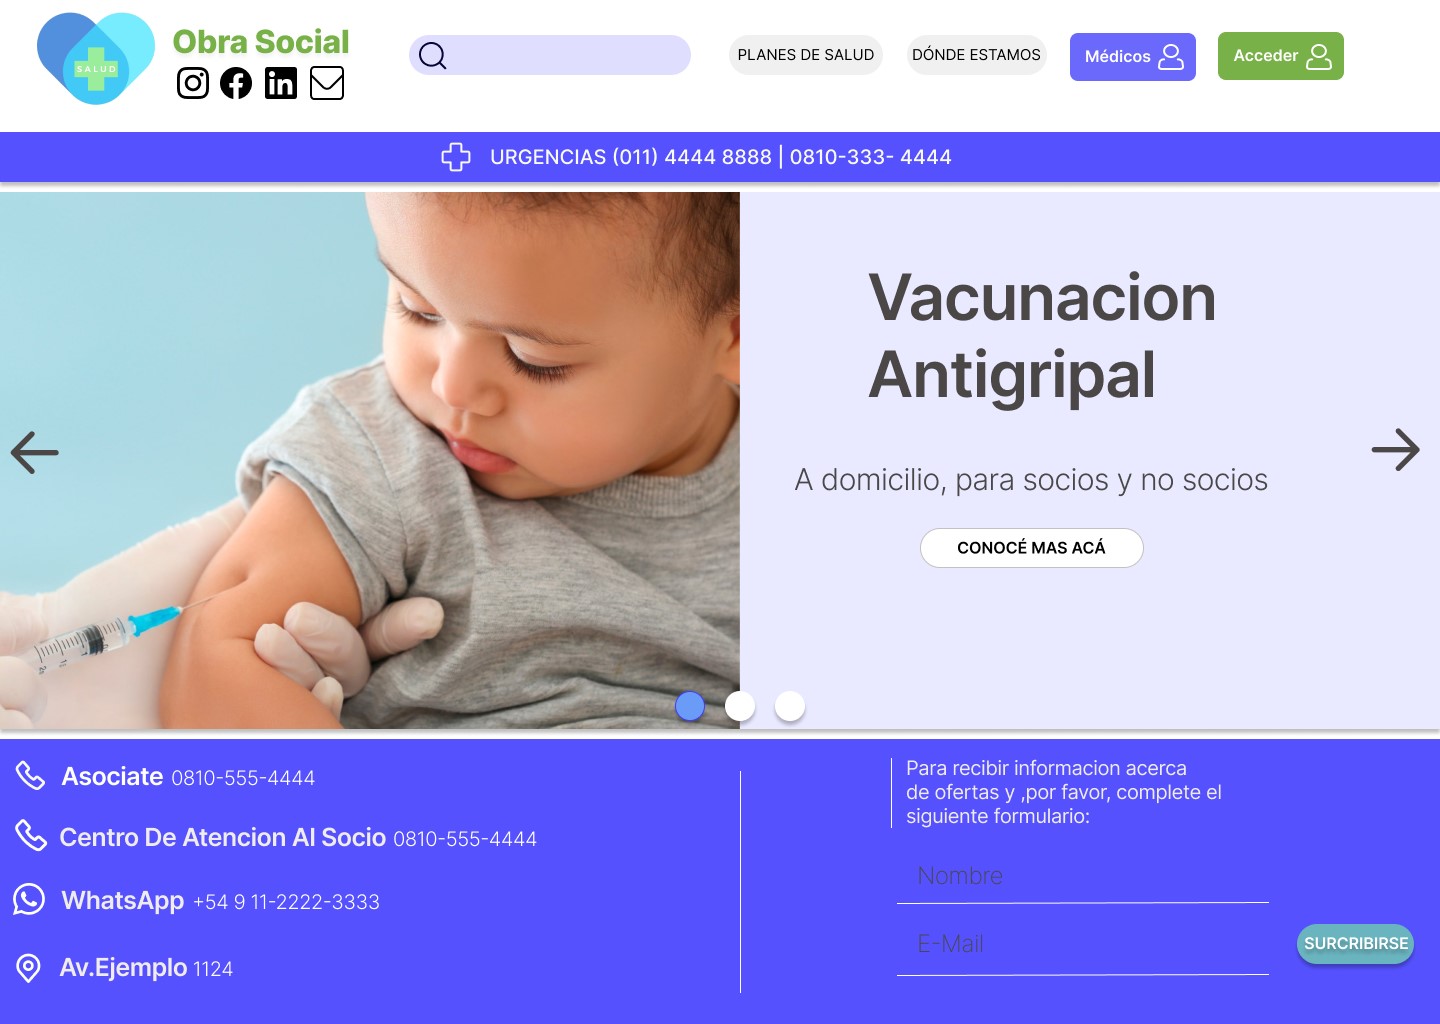 Obra Social
SALUD
PLANES DE SALUD
DÓNDE ESTAMOS
Médicos
Acceder
URGENCIAS (011) 4444 8888 | 0810-333- 4444
Vacunacion
Antigripal
A domicilio, para socios y no socios
CONOCÉ MAS ACÁ
Asociate 0810-555-4444
Centro De Atencion Al Socio 0810-555-4444
WhatsApp +54 9 11-2222-3333
Av.Ejemplo 1124
Para recibir informacion acerca
de ofertas y ,por favor, complete el
siguiente formulario:
Nombre
E-Mail
SURCRIBIRSE